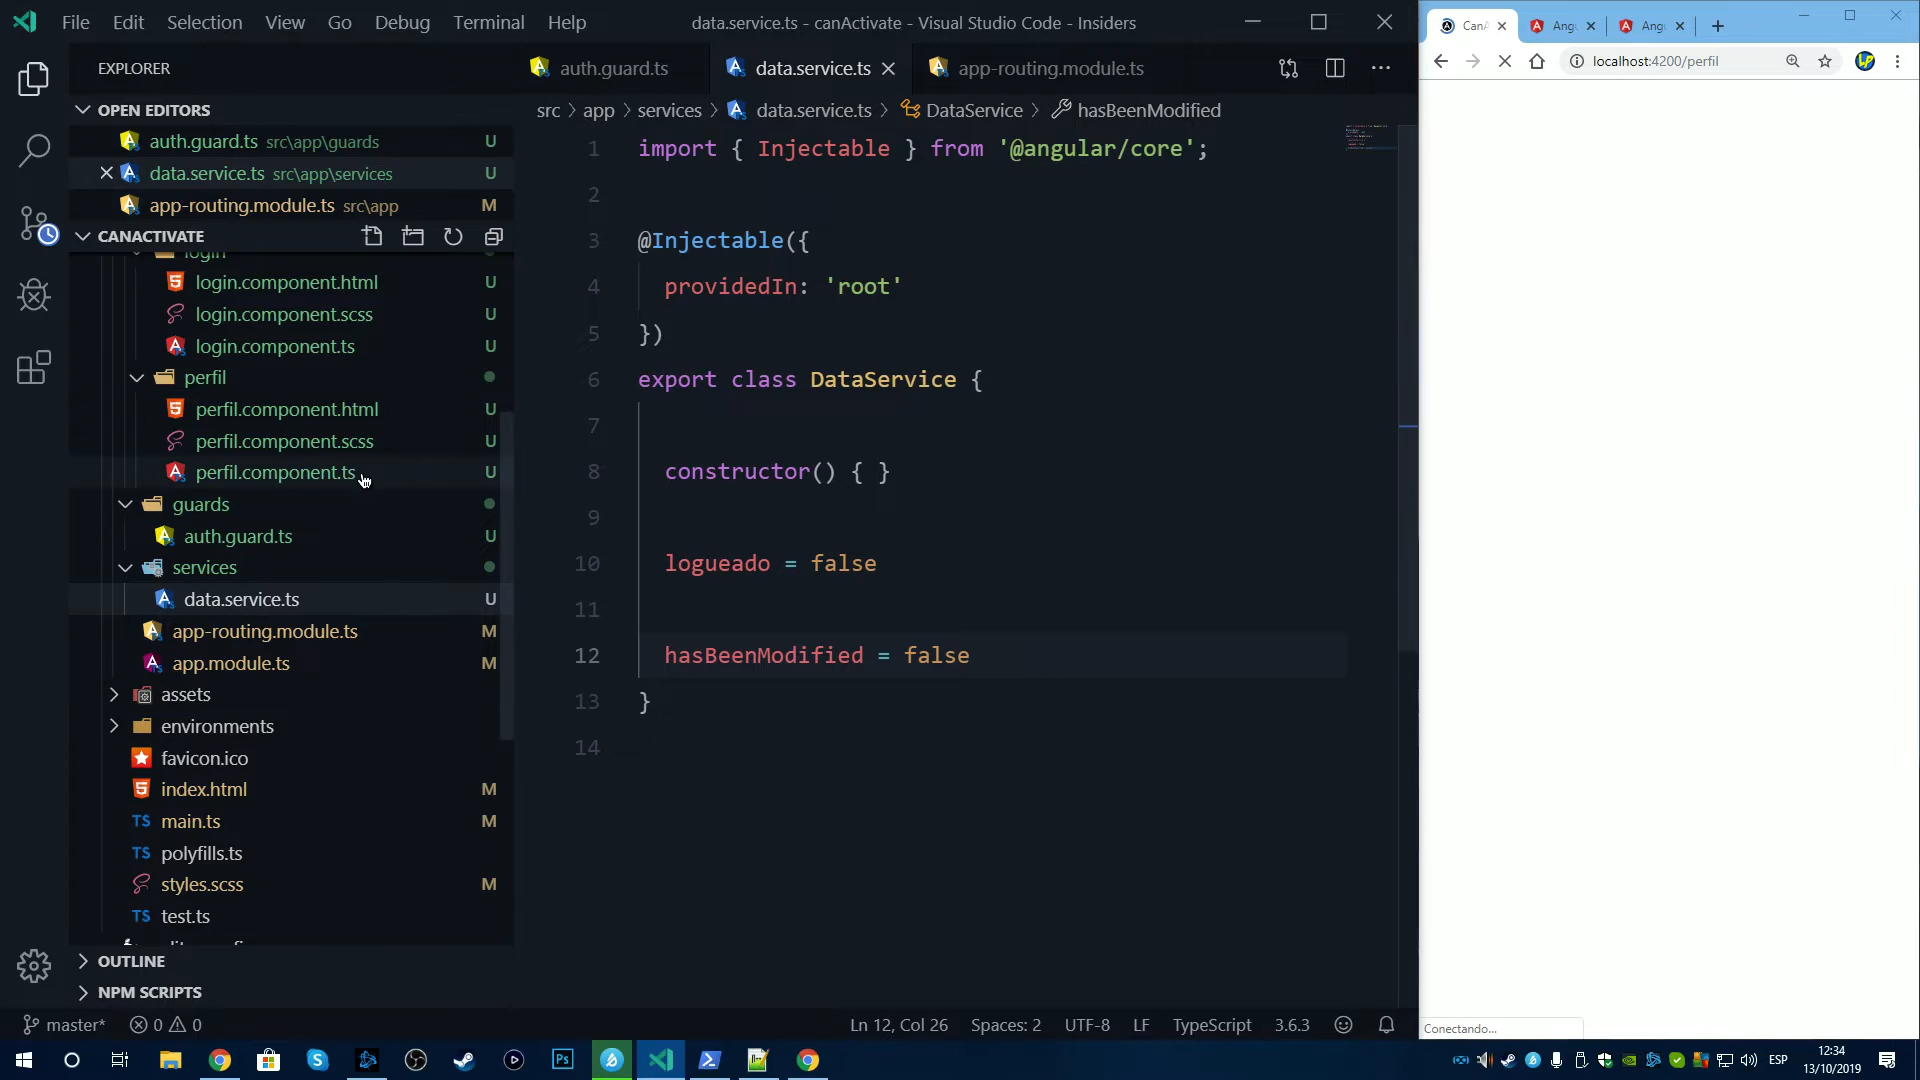 File Edit Selection View Go Debug Terminal Help
data.service.ts - canActivate - Visual Studio Code - Insiders
EXPLORER
OPEN EDITORS
auth.guard.ts src\app\guards U
data.service.ts src\app\services U
app-routing.module.ts src\app M
CANACTIVATE
login
login.component.html U
login.component.scss U
login.component.ts U
perfil
perfil.component.html U
perfil.component.scss U
perfil.component.ts U
guards
auth.guard.ts U
services
data.service.ts U
app-routing.module.ts M
app.module.ts M
assets
environments
favicon.ico
index.html M
TS main.ts M
TS polyfills.ts
styles.scss M
TS test.ts
OUTLINE
NPM SCRIPTS
auth.guard.ts data.service.ts app-routing.module.ts
src > app > services > data.service.ts > DataService > hasBeenModified
1 import { Injectable } from '@angular/core';
2
3 @Injectable({
4 providedIn: 'root'
5 })
6 export class DataService {
7
8 constructor() { }
9
10 logueado = false
11
12 hasBeenModified = false
13 }
14
master* 0 0
Ln 12, Col 26 Spaces: 2 UTF-8 LF TypeScript 3.6.3
CanA Angu Angu
localhost:4200/perfil
Conectando...
Ps
ESP
12:34
13/10/2019